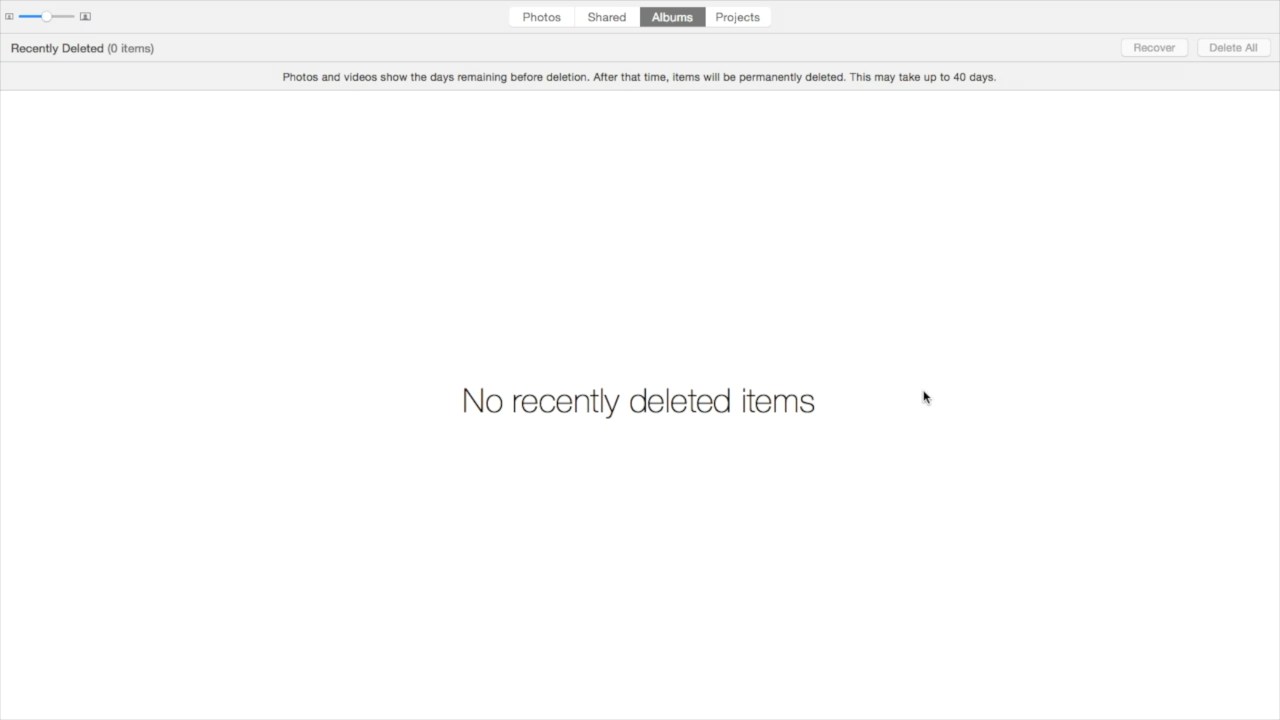 Photos Shared Albums Projects
Recently Deleted (0 items) Recover Delete All
Photos and videos show the days remaining before deletion. After that time, items will be permanently deleted. This may take up to 40 days.
No recently deleted items